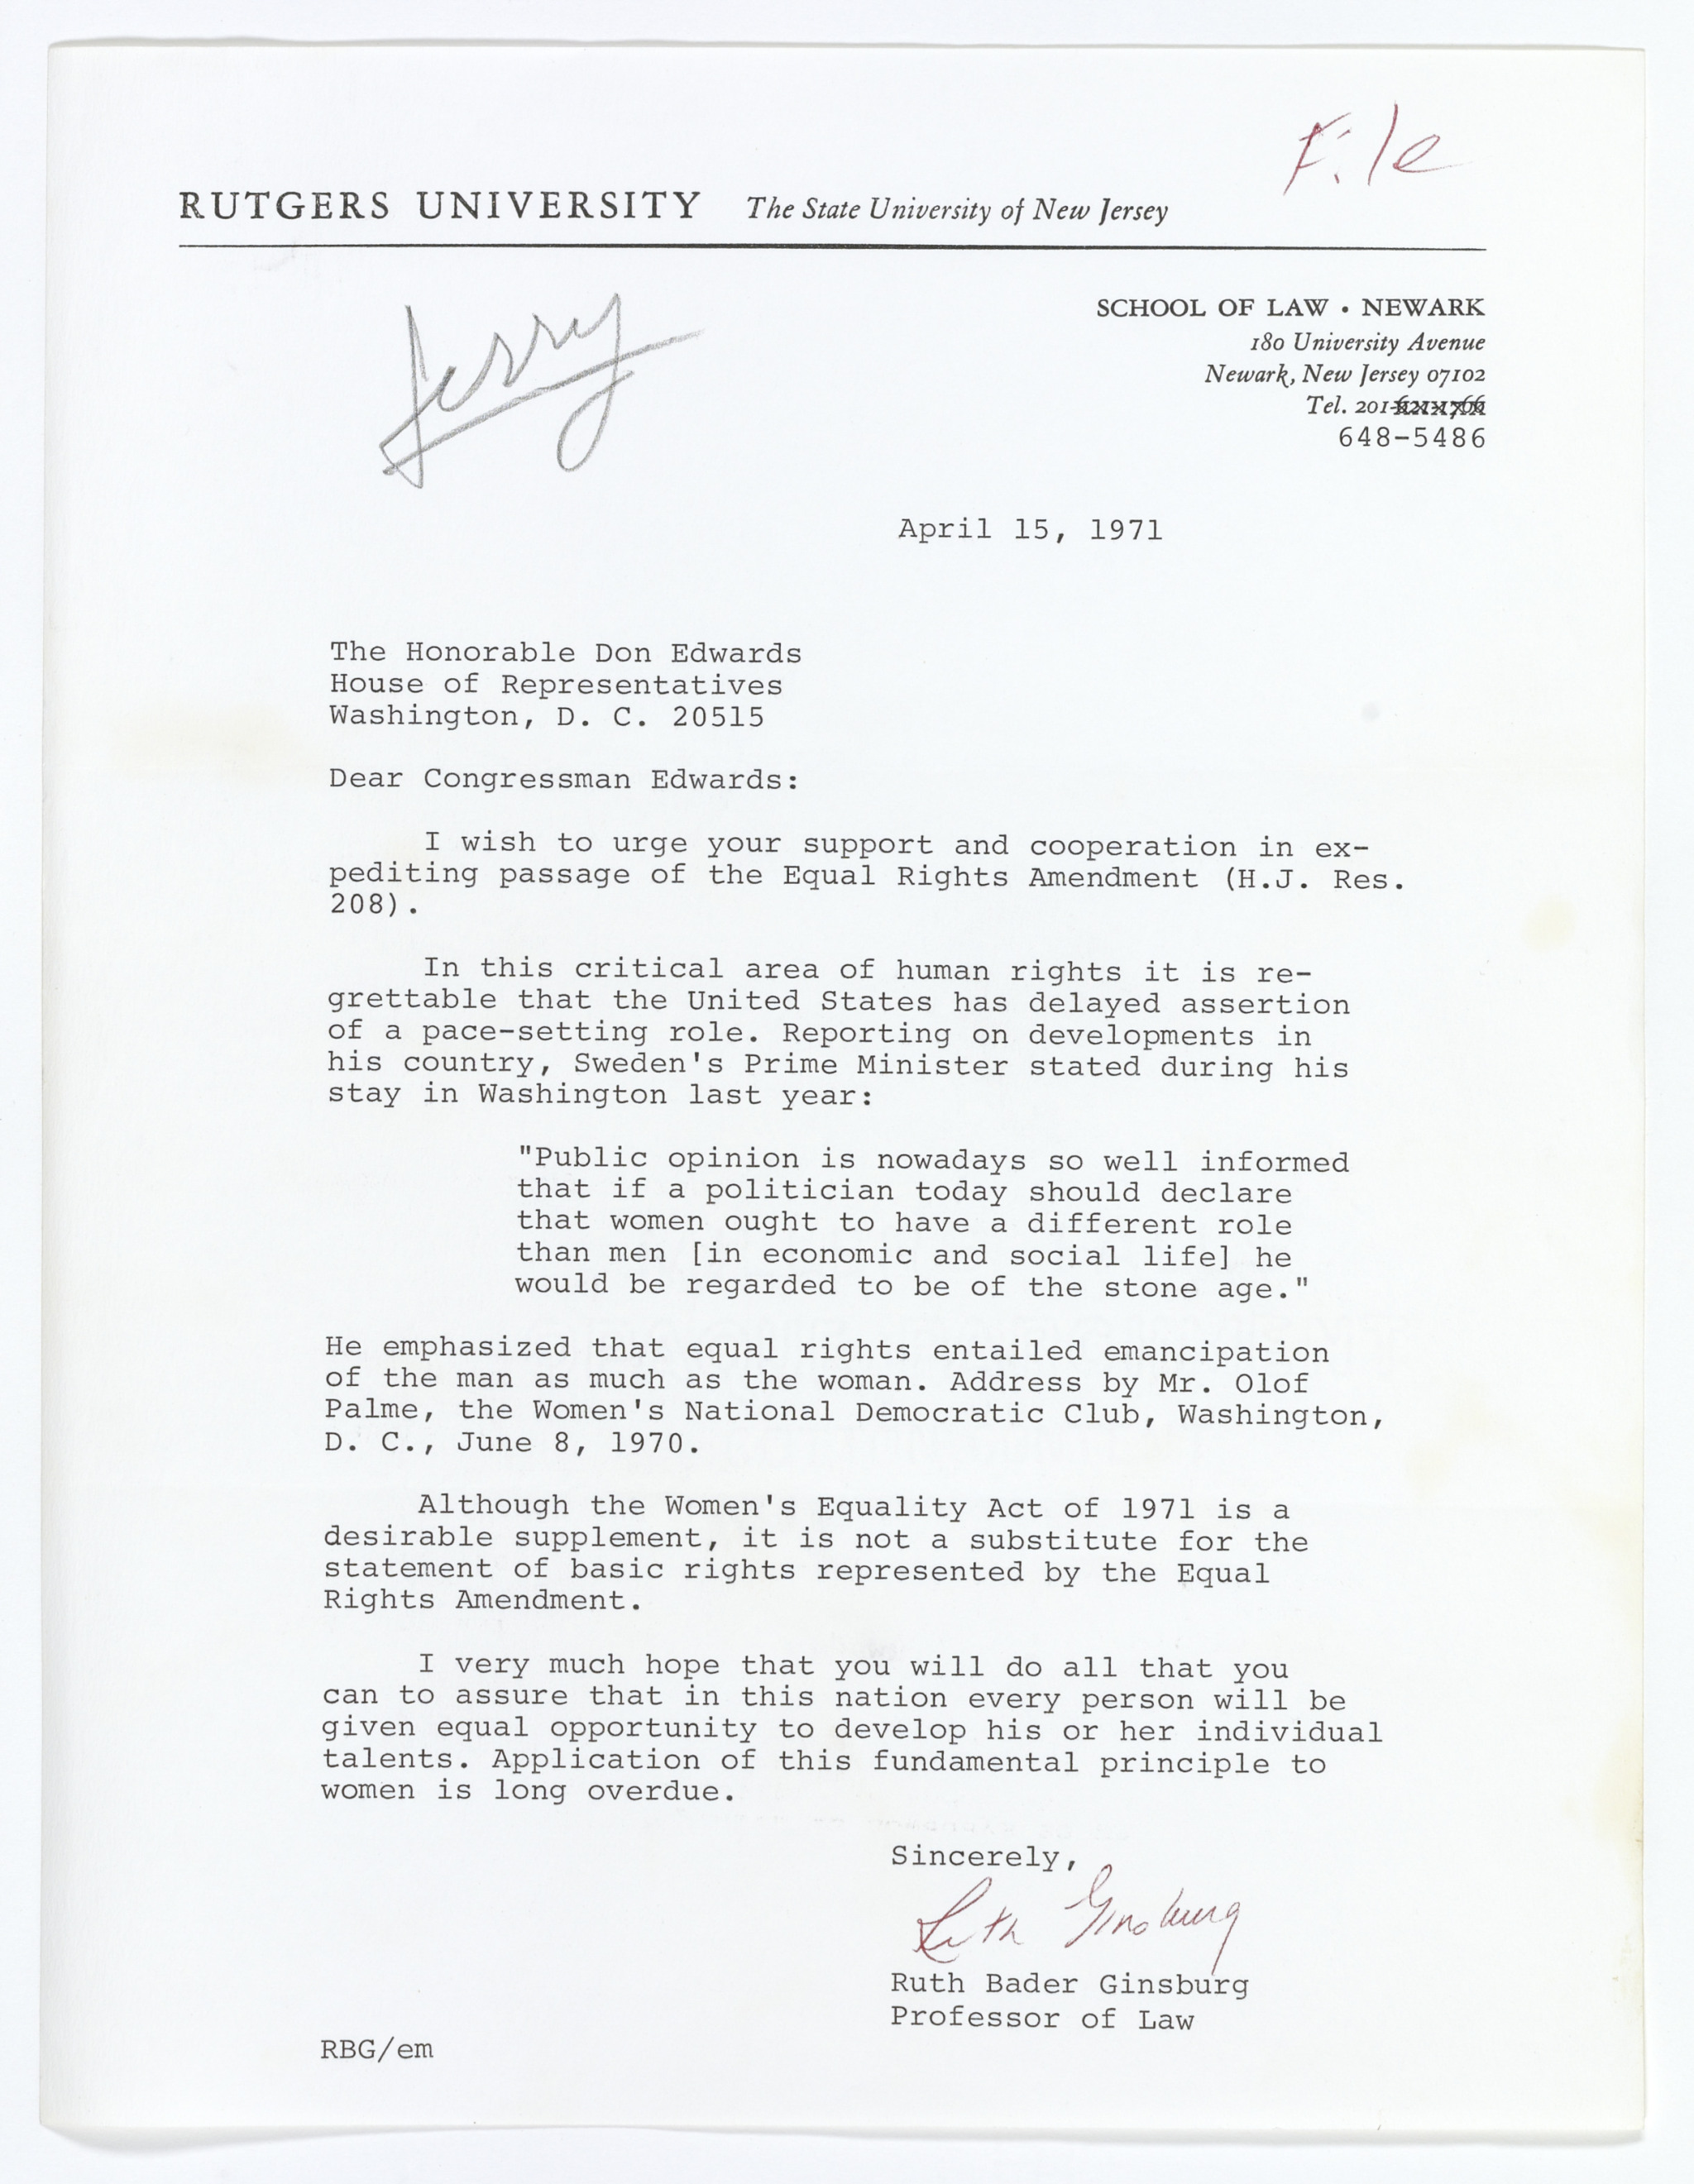 File
RUTGERS UNIVERSITY The State University of New Jersey
Jerry
SCHOOL OF LAW • NEWARK
180 University Avenue
Newark, New Jersey 07102
Tel. 201-
648-5486
April 15, 1971
The Honorable Don Edwards
House of Representatives
Washington, D. C. 20515
Dear Congressman Edwards:
I wish to urge your support and cooperation in ex-
pediting passage of the Equal Rights Amendment (H.J. Res.
208).
In this critical area of human rights it is re-
grettable that the United States has delayed assertion
of a pace-setting role. Reporting on developments in
his country, Sweden's Prime Minister stated during his
stay in Washington last year:
"Public opinion is nowadays so well informed
that if a politician today should declare
that women ought to have a different role
than men [in economic and social life] he
would be regarded to be of the stone age."
He emphasized that equal rights entailed emancipation
of the man as much as the woman. Address by Mr. Olof
Palme, the Women's National Democratic Club, Washington,
D. C., June 8, 1970.
Although the Women's Equality Act of 1971 is a
desirable supplement, it is not a substitute for the
statement of basic rights represented by the Equal
Rights Amendment.
I very much hope that you will do all that you
can to assure that in this nation every person will be
given equal opportunity to develop his or her individual
talents. Application of this fundamental principle to
women is long overdue.
Sincerely,
Ruth Ginsburg
Ruth Bader Ginsburg
Professor of Law
RBG/em